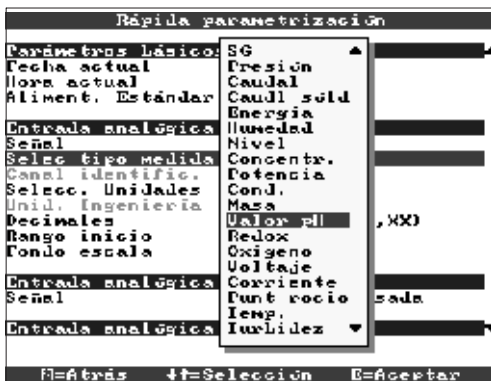 Rápida parametrización
Parámetros básicos
Fecha actual
Hora actual
Aliment. Estándar
Entrada analógica
Señal
Selec tipo medida
Canal identific.
Selecc. Unidades
Unid. Ingeniería
Decimales
,XX)
Rango inicio
Fondo escala
Entrada analógica
Señal
sada
Entrada analógica
SG
Presión
Caudal
Caudl sóld
Energía
Humedad
Nivel
Concentr.
Potencia
Cond.
Masa
Valor pH
Redox
Oxígeno
Voltaje
Corriente
Punt rocío
Temp.
Turbidez
=Atrás
=Selección
E=Aceptar